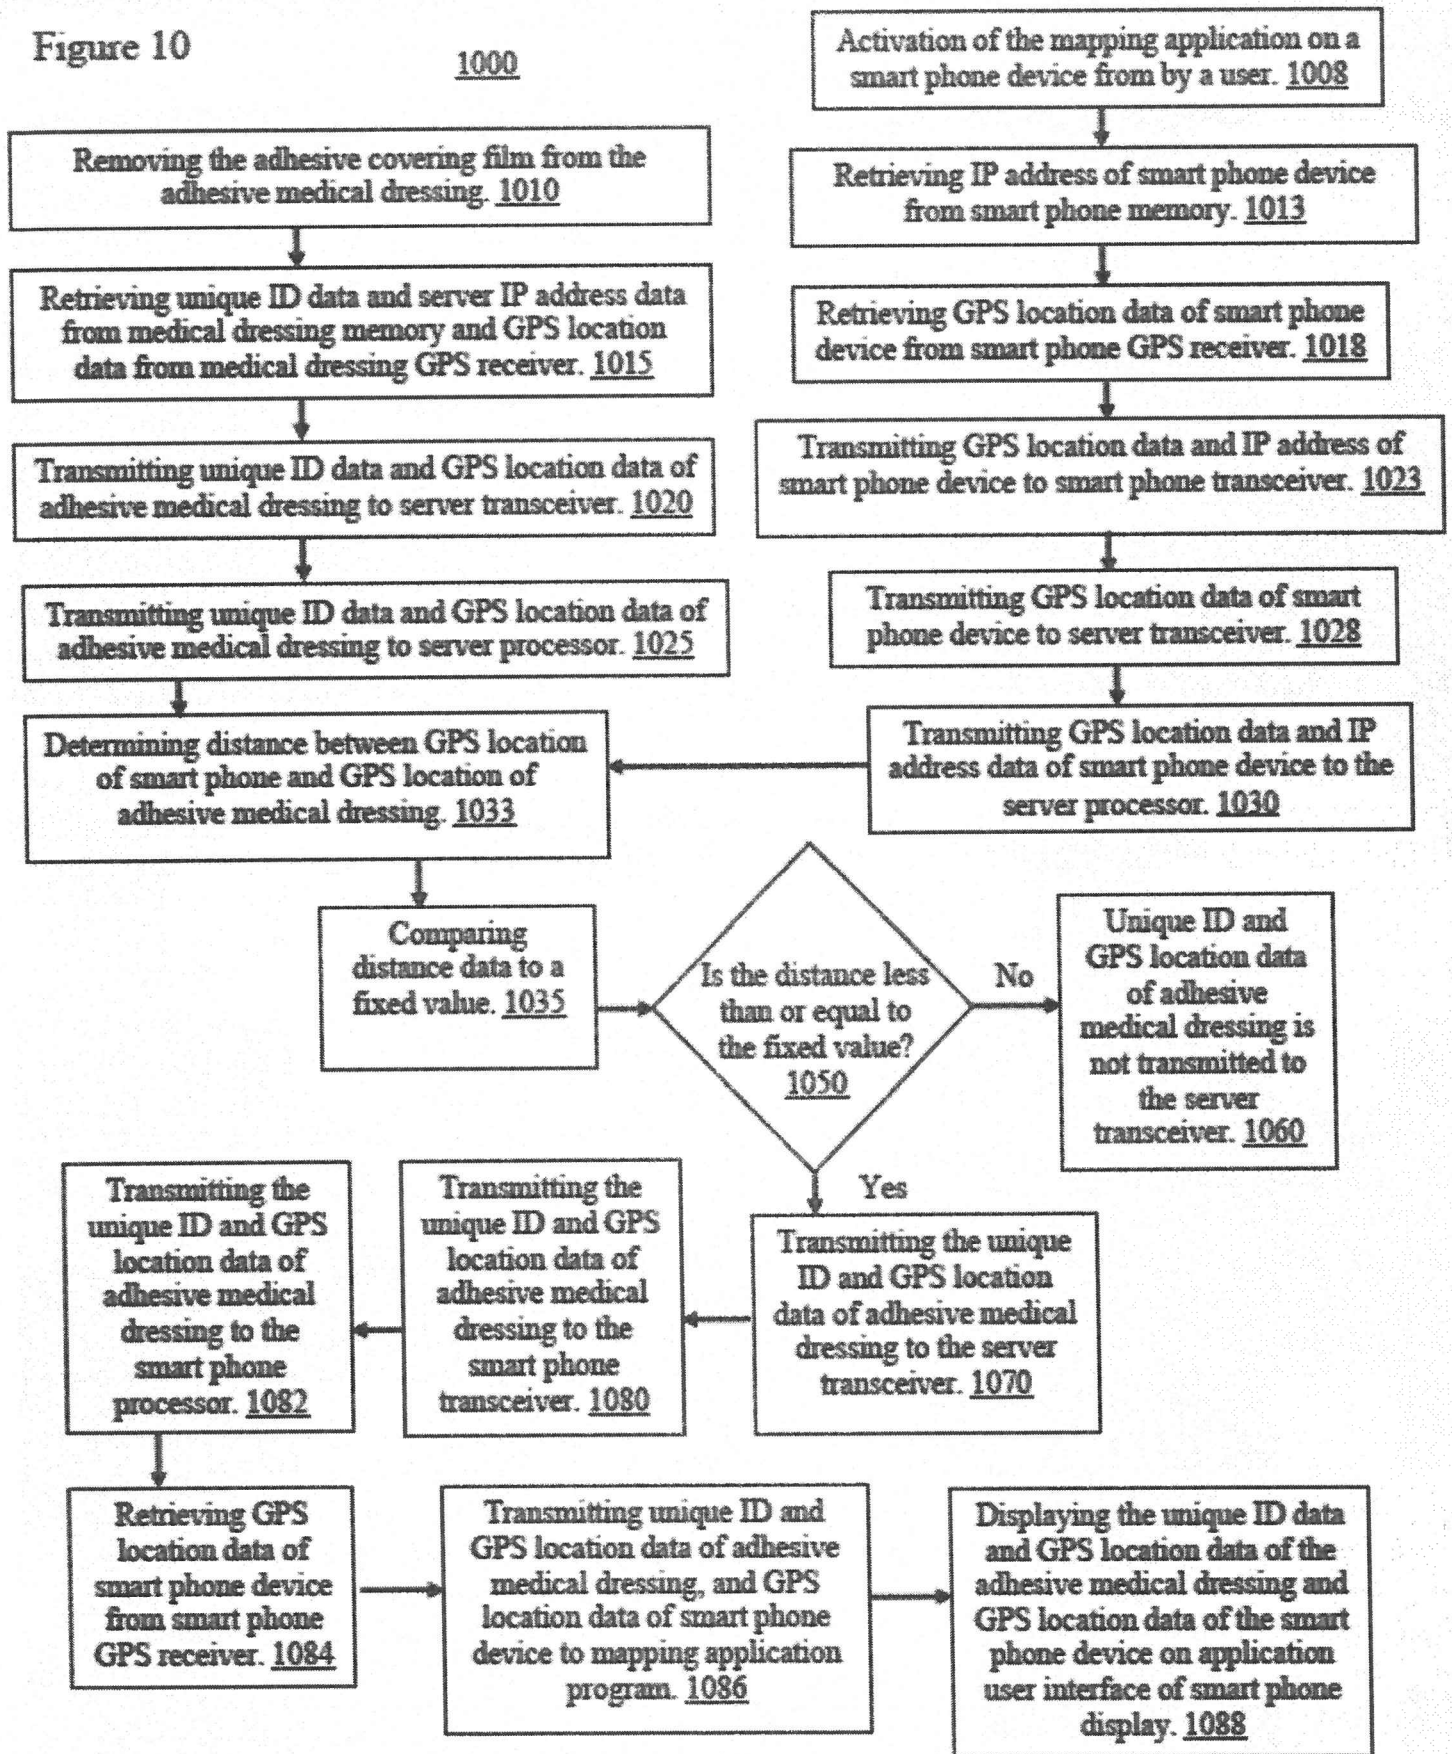 Figure 10
1000
Activation of the mapping application on a
smart phone device from by a user. 1008
Removing the adhesive covering film from the
adhesive medical dressing. 1010
Retrieving IP address of smart phone device
from smart phone memory. 1013
Retrieving unique ID data and server IP address data
from medical dressing memory and GPS location
data from medical dressing GPS receiver. 1015
Retrieving GPS location data of smart phone
device from smart phone GPS receiver. 1018
Transmitting unique ID data and GPS location data of
adhesive medical dressing to server transceiver. 1020
Transmitting GPS location data and IP address of
smart phone device to smart phone transceiver. 1023
Transmitting unique ID data and GPS location data of
adhesive medical dressing to server processor. 1025
Transmitting GPS location data of smart
phone device to server transceiver. 1028
Determining distance between GPS location
of smart phone and GPS location of
adhesive medical dressing. 1033
Transmitting GPS location data and IP
address data of smart phone device to the
server processor. 1030
Comparing
distance data to a
fixed value. 1035
Is the distance less
than or equal to
the fixed value?
1050
No
Unique ID and
GPS location data
of adhesive
medical dressing is
not transmitted to
the server
transceiver. 1060
Yes
Transmitting the unique
ID and GPS location
data of adhesive medical
dressing to the server
transceiver. 1070
Transmitting the
unique ID and GPS
location data of
adhesive medical
dressing to the
smart phone
transceiver. 1080
Transmitting the
unique ID and GPS
location data of
adhesive medical
dressing to the
smart phone
processor. 1082
Retrieving GPS
location data of
smart phone device
from smart phone
GPS receiver. 1084
Transmitting unique ID and
GPS location data of adhesive
medical dressing, and GPS
location data of smart phone
device to mapping application
program. 1086
Displaying the unique ID data
and GPS location data of the
adhesive medical dressing and
GPS location data of the smart
phone device on application
user interface of smart phone
display. 1088